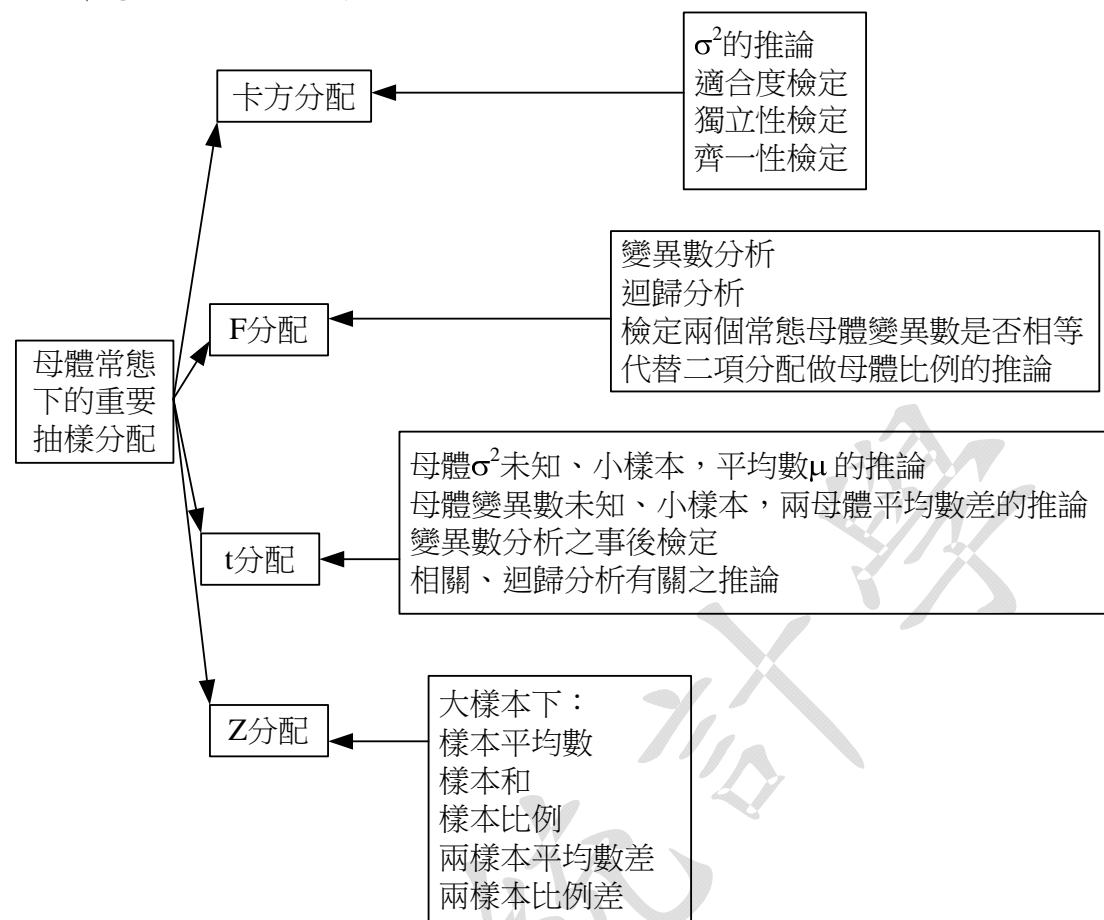 σ²的推論
適合度檢定
獨立性檢定
齊一性檢定
卡方分配
變異數分析
迴歸分析
檢定兩個常態母體變異數是否相等
代替二項分配做母體比例的推論
F分配
母體常態
下的重要
抽樣分配
母體σ²未知、小樣本，平均數μ的推論
母體變異數未知、小樣本，兩母體平均數差的推論
變異數分析之事後檢定
相關、迴歸分析有關之推論
t分配
Z分配
大樣本下：
樣本平均數
樣本和
樣本比例
兩樣本平均數差
兩樣本比例差
統計學